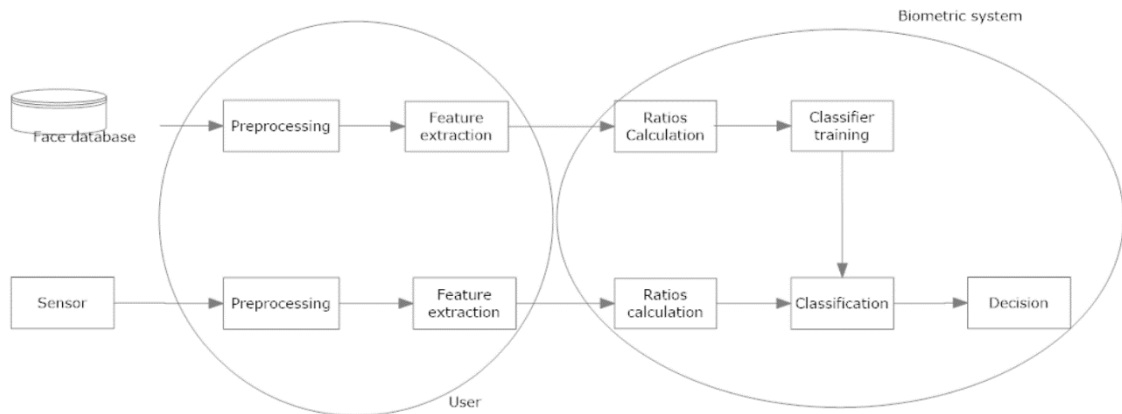 Biometric system
Face database
Preprocessing
Feature
extraction
Ratios
Calculation
Classifier
training
Sensor
Preprocessing
Feature
extraction
Ratios
calculation
Classification
Decision
User